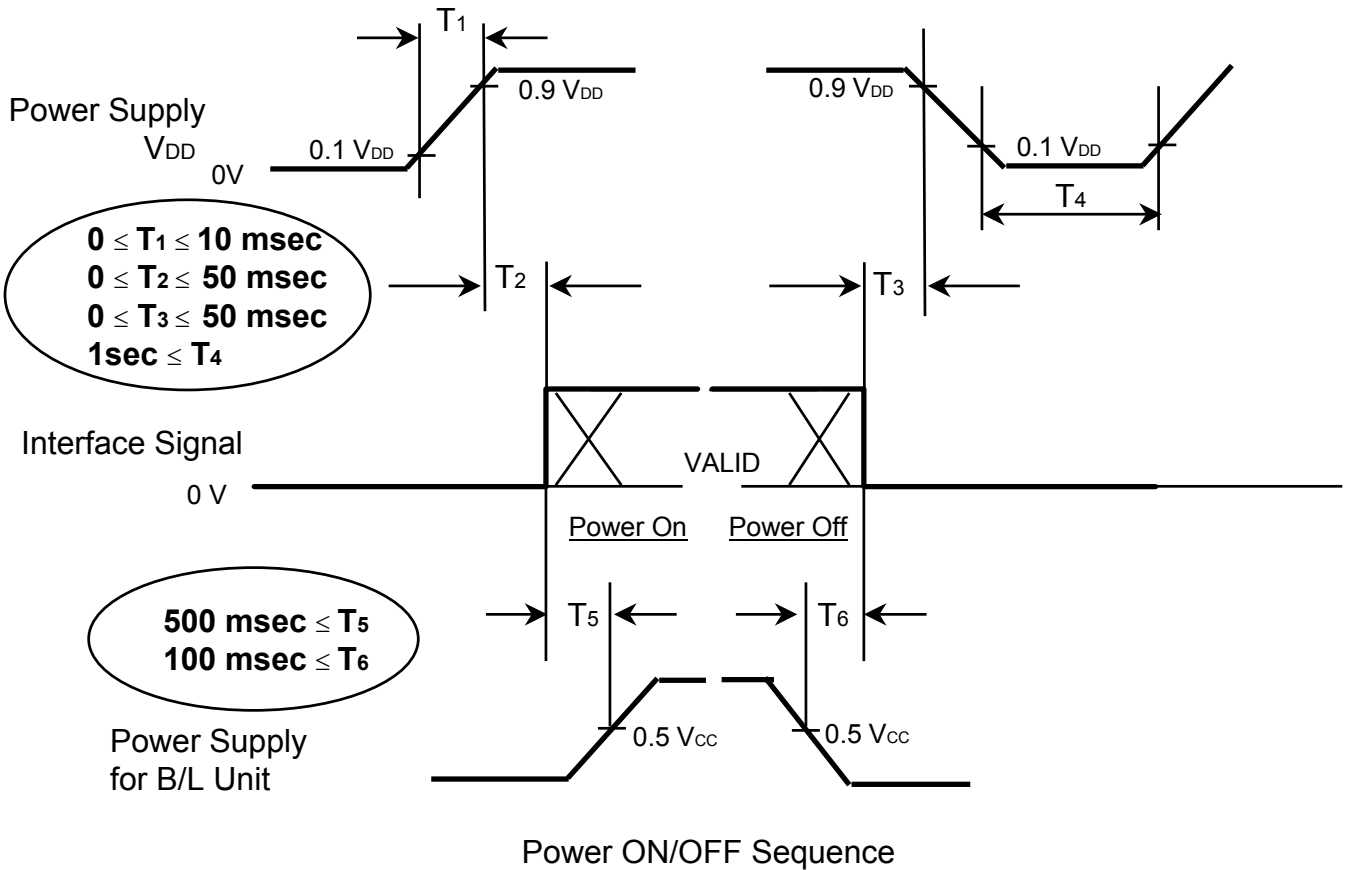 T1
0.9 VDD
0.9 VDD
Power Supply
VDD
0.1 VDD
0.1 VDD
0V
T4
0 ≤ T1 ≤ 10 msec
0 ≤ T2 ≤ 50 msec
0 ≤ T3 ≤ 50 msec
1sec ≤ T4
T2
T3
Interface Signal
VALID
0 V
Power On
Power Off
500 msec ≤ T5
100 msec ≤ T6
T5
T6
Power Supply
for B/L Unit
0.5 VCC
0.5 VCC
Power ON/OFF Sequence